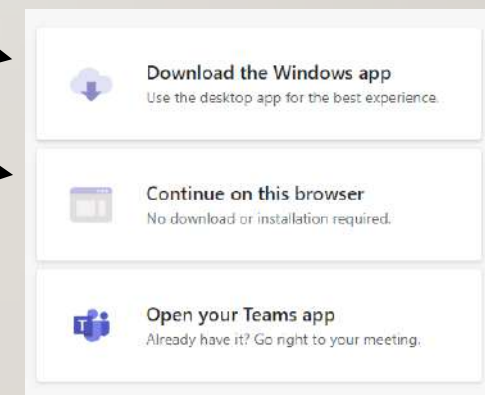 Download the Windows app
Use the desktop app for the best experience.
Continue on this browser
No download or installation required.
Open your Teams app
Already have it? Go right to your meeting.